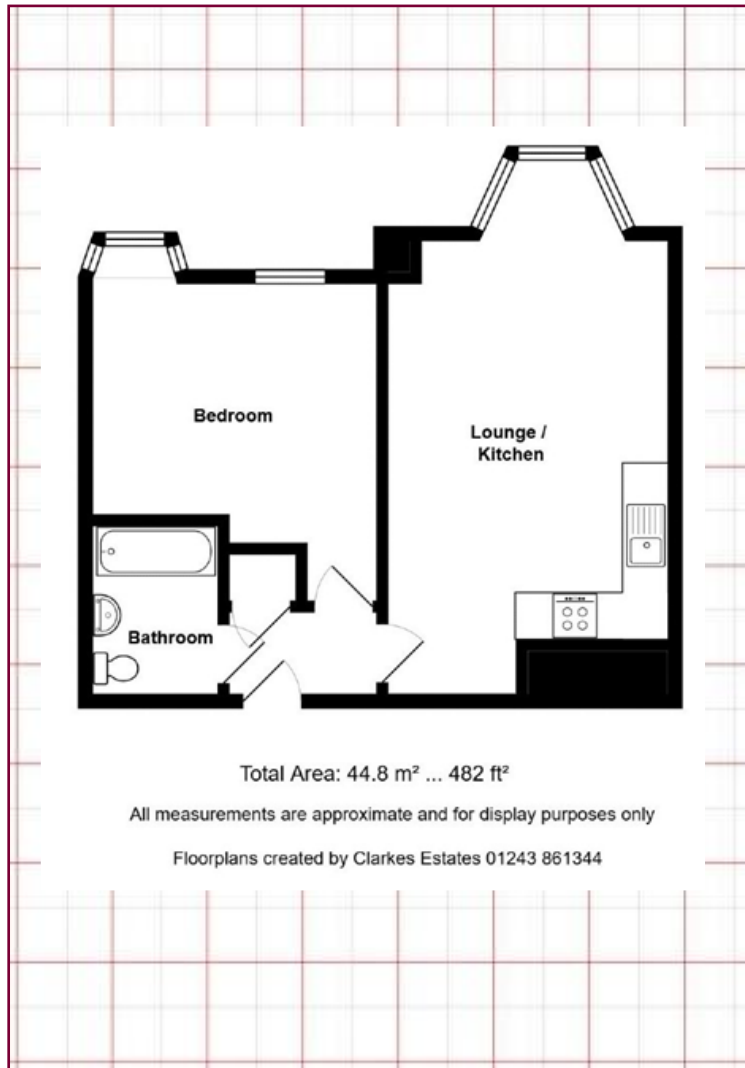 Bedroom
Lounge /
Kitchen
Bathroom
Total Area: 44.8 m² ... 482 ft²
All measurements are approximate and for display purposes only
Floorplans created by Clarkes Estates 01243 861344